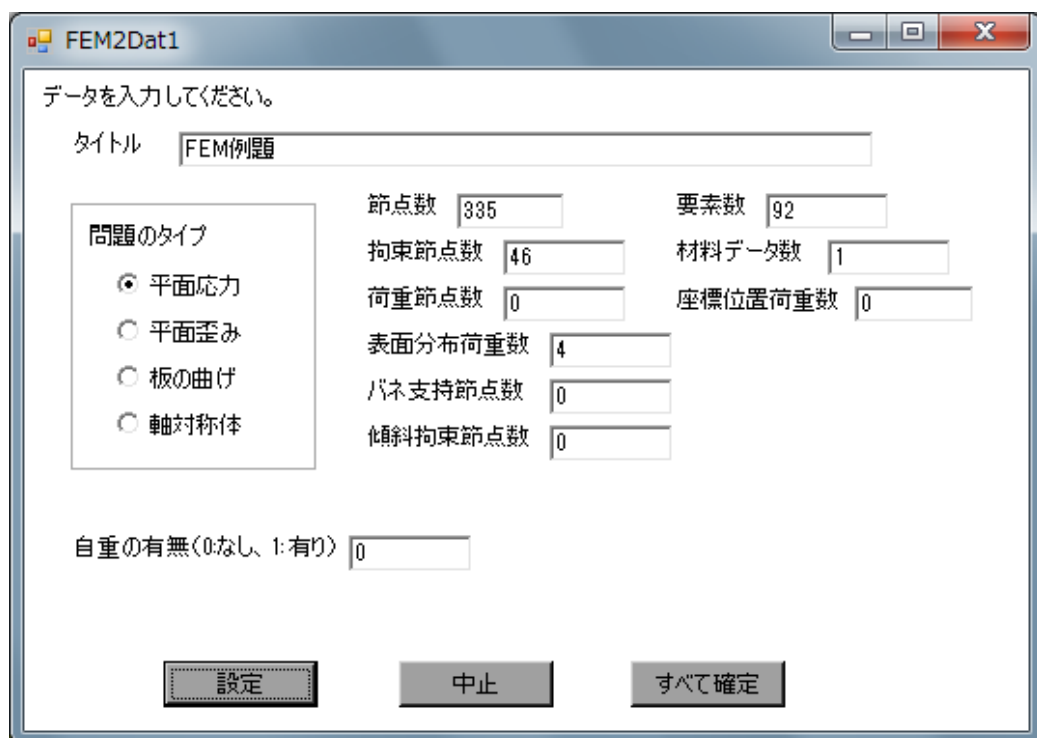 FEM2Dat1
データを入力してください。
タイトル FEM例題
問題のタイプ
平面応力
平面歪み
板の曲げ
軸対称体
節点数 335 要素数 92
拘束節点数 46 材料データ数 1
荷重節点数 0 座標位置荷重数 0
表面分布荷重数 4
バネ支持節点数 0
傾斜拘束節点数 0
自重の有無(0:なし、1:有り) 0
設定 中止 すべて確定